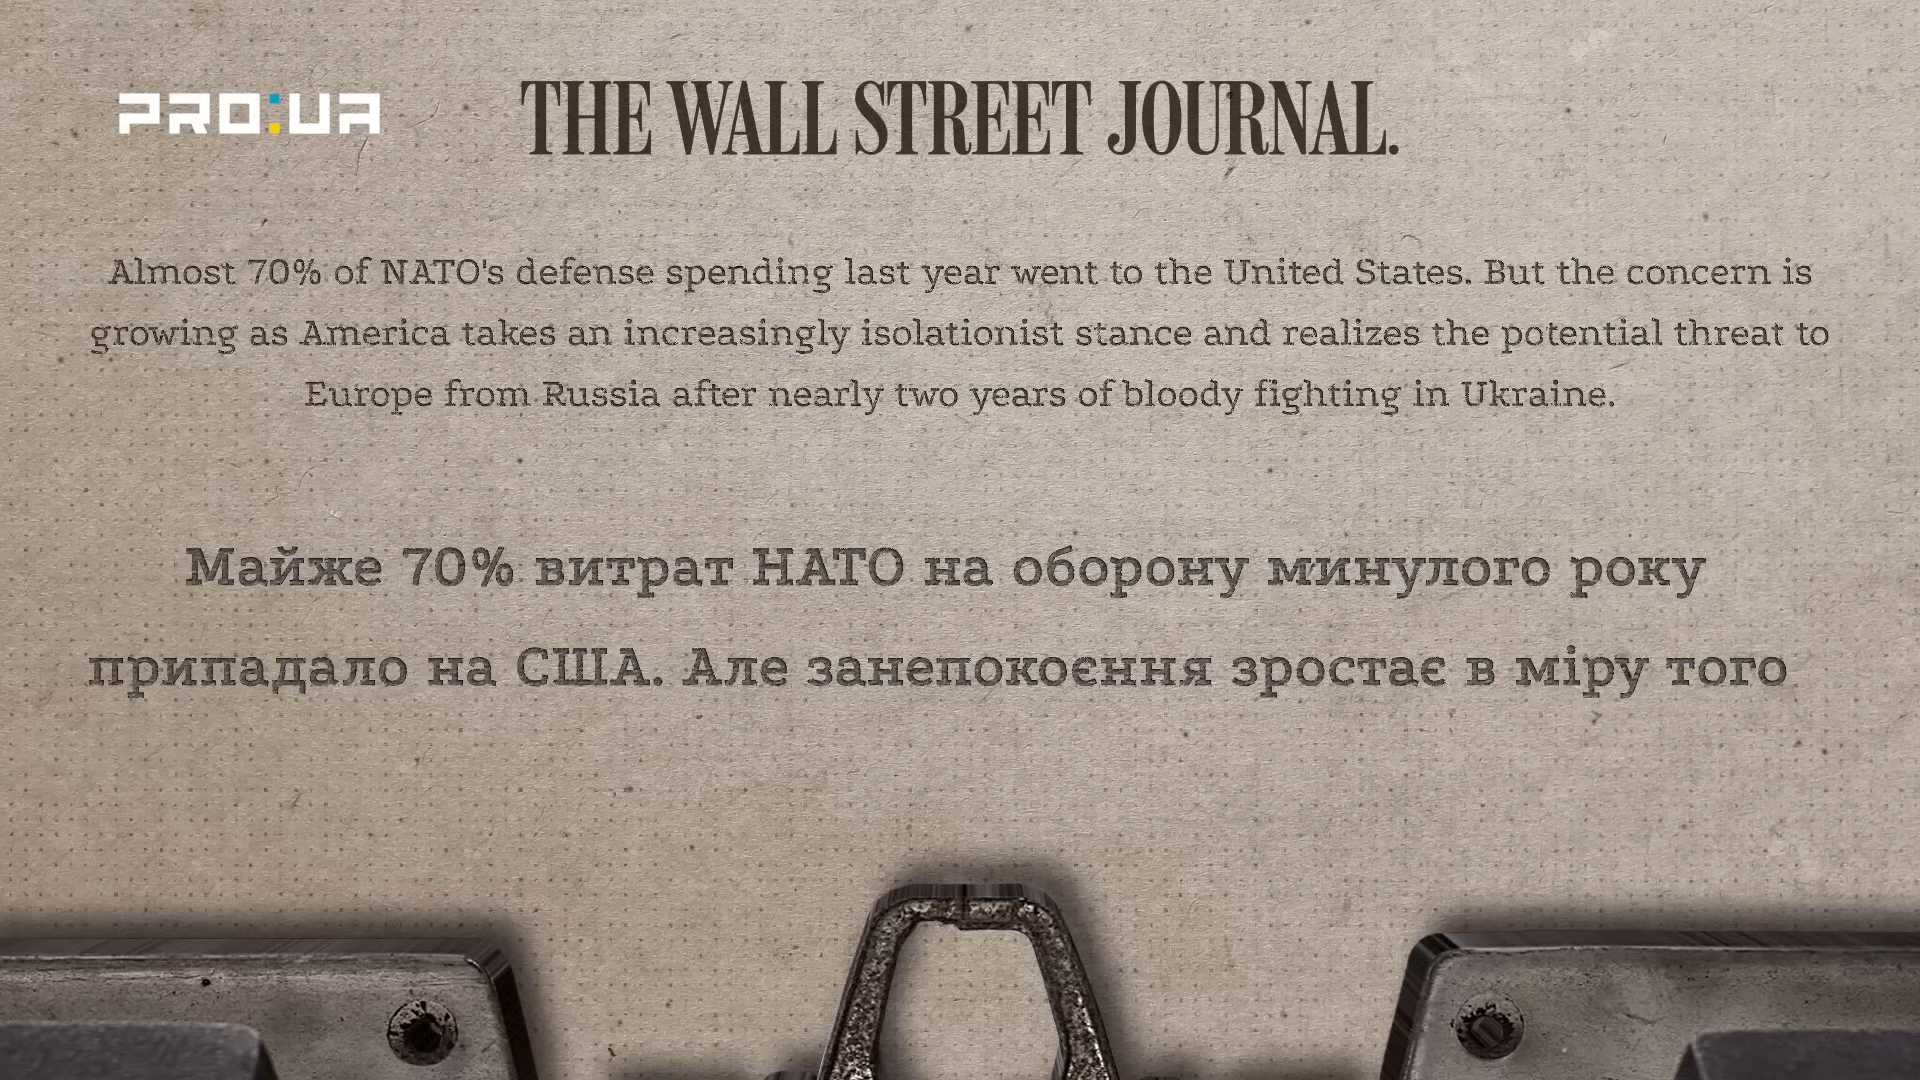 PRO:UA
THE WALL STREET JOURNAL.
Almost 70% of NATO's defense spending last year went to the United States. But the concern is
growing as America takes an increasingly isolationist stance and realizes the potential threat to
Europe from Russia after nearly two years of bloody fighting in Ukraine.
Майже 70% витрат НАТО на оборону минулого року
припадало на США. Але занепокоєння зростає в міру того